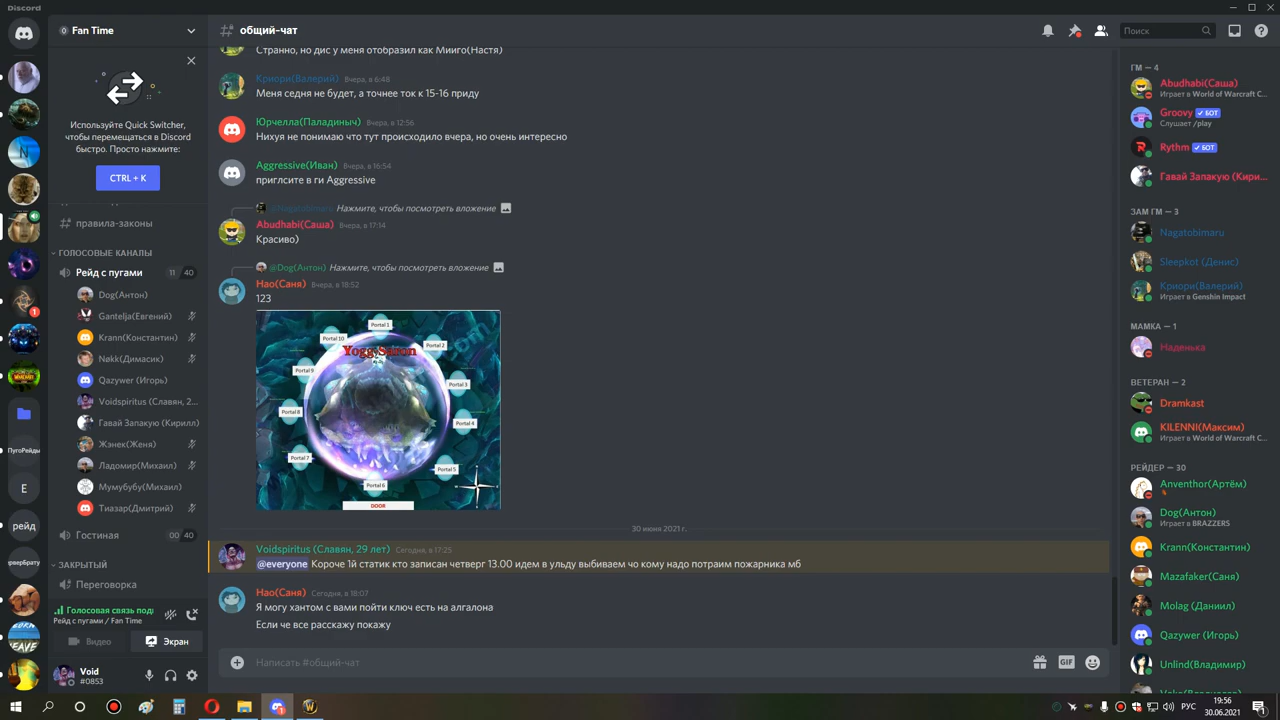 Discord
Fan Time
Используйте Quick Switcher,
чтобы перемещаться в Discord
быстро. Просто нажмите:
CTRL + K
правила-законы
ГОЛОСОВЫЕ КАНАЛЫ
Рейд с пугами 11 40
Dog(Антон)
Gantelja(Евгений)
Krann(Константин)
Nøkk(Димасик)
Qazywer (Игорь)
Voidspiritus (Славян, 2...
Гавай Запакую (Кирилл)
Жэнек(Женя)
Ладомир(Михаил)
Мумубубу(Михаил)
Тиазар(Дмитрий)
Гостиная 00 40
ЗАКРЫТЫЙ
Переговорка
Голосовая связь подк
Рейд с пугами / Fan Time
Видео
Экран
Void
#0853
1
ПугоРейды
E
рейд
общий-чат
Странно, но дис у меня отобразил как Мииго(Настя)
Криори(Валерий) Вчера, в 6:48
Меня седня не будет, а точнее ток к 15-16 приду
Юрчелла(Паладиныч) Вчера, в 12:56
Нихуя не понимаю что тут происходило вчера, но очень интересно
Aggressive(Иван) Вчера, в 16:54
приглсите в ги Aggressive
@Nagatobimaru Нажмите, чтобы посмотреть вложение
Abudhabi(Саша) Вчера, в 17:14
Красиво)
@Dog(Антон) Нажмите, чтобы посмотреть вложение
Нао(Саня) Вчера, в 18:52
123
Portal 1
Portal 10
Portal 2
Yogg-Saron
Portal 9
Portal 3
Portal 8
Portal 4
Portal 7
Portal 5
Portal 6
DOOR
30 июня 2021 г.
Voidspiritus (Славян, 29 лет) Сегодня, в 17:25
@everyone Короче 1й статик кто записан четверг 13.00 идем в ульду выбиваем чо кому надо потраим пожарника мб
Нао(Саня) Сегодня, в 18:07
Я могу хантом с вами пойти ключ есть на алгалона
Если че все расскажу покажу
Написать #общий-чат
GIF
Поиск
ГМ — 4
Abudhabi(Саша)
Играет в World of Warcraft C...
Groovy БОТ
Слушает /play
Rythm БОТ
Гавай Запакую (Кири...
ЗАМ ГМ — 3
Nagatobimaru
Sleepkot (Денис)
Криори(Валерий)
Играет в Genshin Impact
МАМКА — 1
Наденька
ВЕТЕРАН — 2
Dramkast
KILENNI(Максим)
Играет в World of Warcraft C...
РЕЙДЕР — 30
Anventhor(Артём)
Dog(Антон)
Играет в BRAZZERS
Krann(Константин)
Mazafaker(Саня)
Molag (Даниил)
Qazywer (Игорь)
Unlind(Владимир)
РУС
19:56
30.06.2021